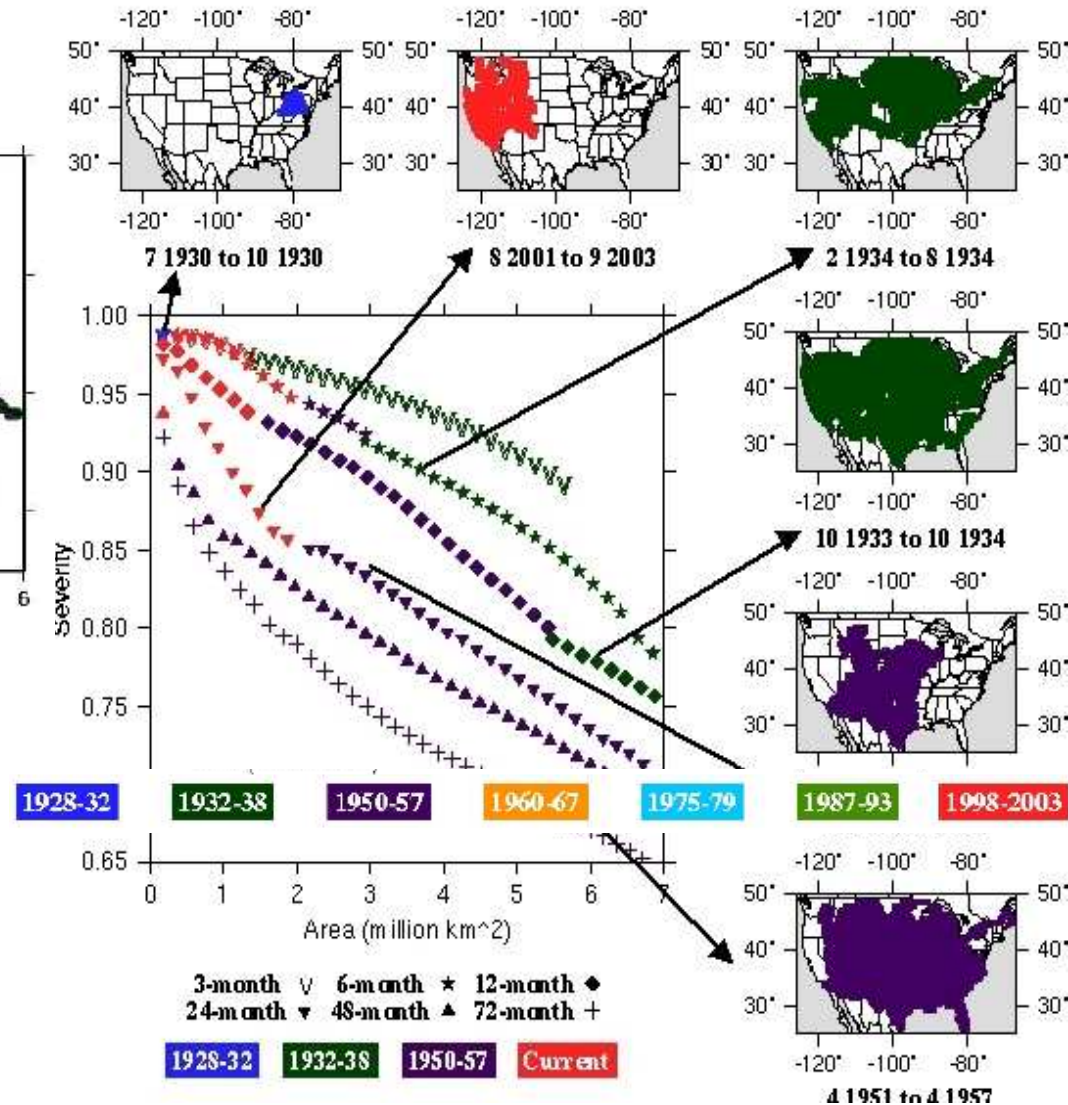 -120° -100° -80° -120° -100° -80° -120° -100° -80°
50° 50° 50° 50° 50°
40° 40° 40° 40° 40°
30° 30° 30° 30° 30°
-120° -100° -80° -120° -100° -80° -120° -100° -80°
7 1930 to 10 1930
8 2001 to 9 2003
2 1934 to 8 1934
-120° -100° -80°
50° 50°
40° 40°
30° 30°
-120° -100° -80°
10 1933 to 10 1934
-120° -100° -80°
50° 50°
40° 40°
30° 30°
1.00
0.95
0.90
0.85
0.80
0.75
0.65
Severity
6
1928-32 1932-38 1950-57 1960-67 1975-79 1987-93 1998-2003
0 1 2 3 4 5 6 7
Area (million km^2)
3-month 6-month 12-month
24-month 48-month 72-month
1928-32 1932-38 1950-57 Current
-120° -100° -80°
50° 50°
40° 40°
30° 30°
-120° -100° -80°
4 1951 to 4 1957